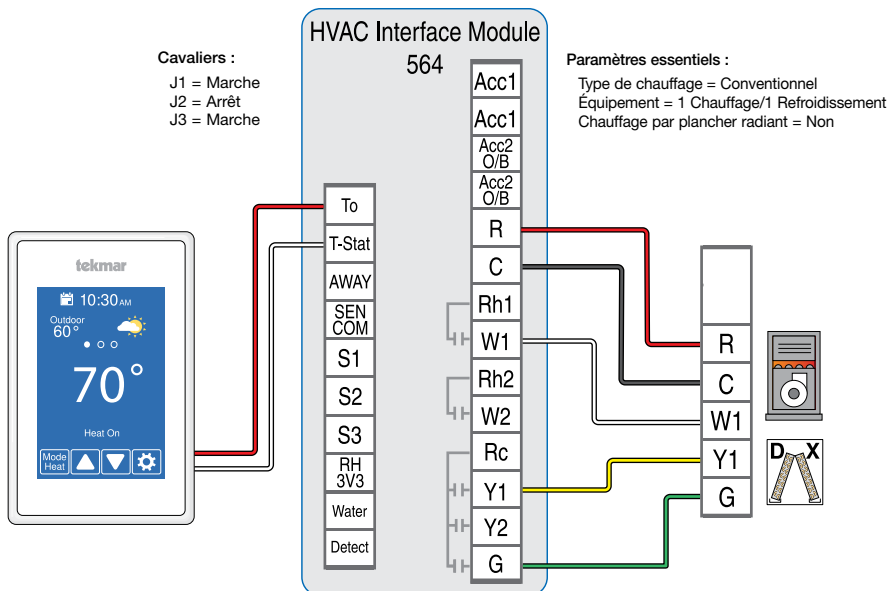 HVAC Interface Module
564
Cavaliers :
J1 = Marche
J2 = Arrêt
J3 = Marche
Paramètres essentiels :
Type de chauffage = Conventionnel
Équipement = 1 Chauffage/1 Refroidissement
Chauffage par plancher radiant = Non
tekmar
10:30 AM
Outdoor
60°
70°
Heat On
Mode
Heat
To
T-Stat
AWAY
SEN
COM
S1
S2
S3
RH
3V3
Water
Detect
Acc1
Acc1
Acc2
O/B
Acc2
O/B
R
C
Rh1
W1
Rh2
W2
Rc
Y1
Y2
G
R
C
W1
Y1
G
D X